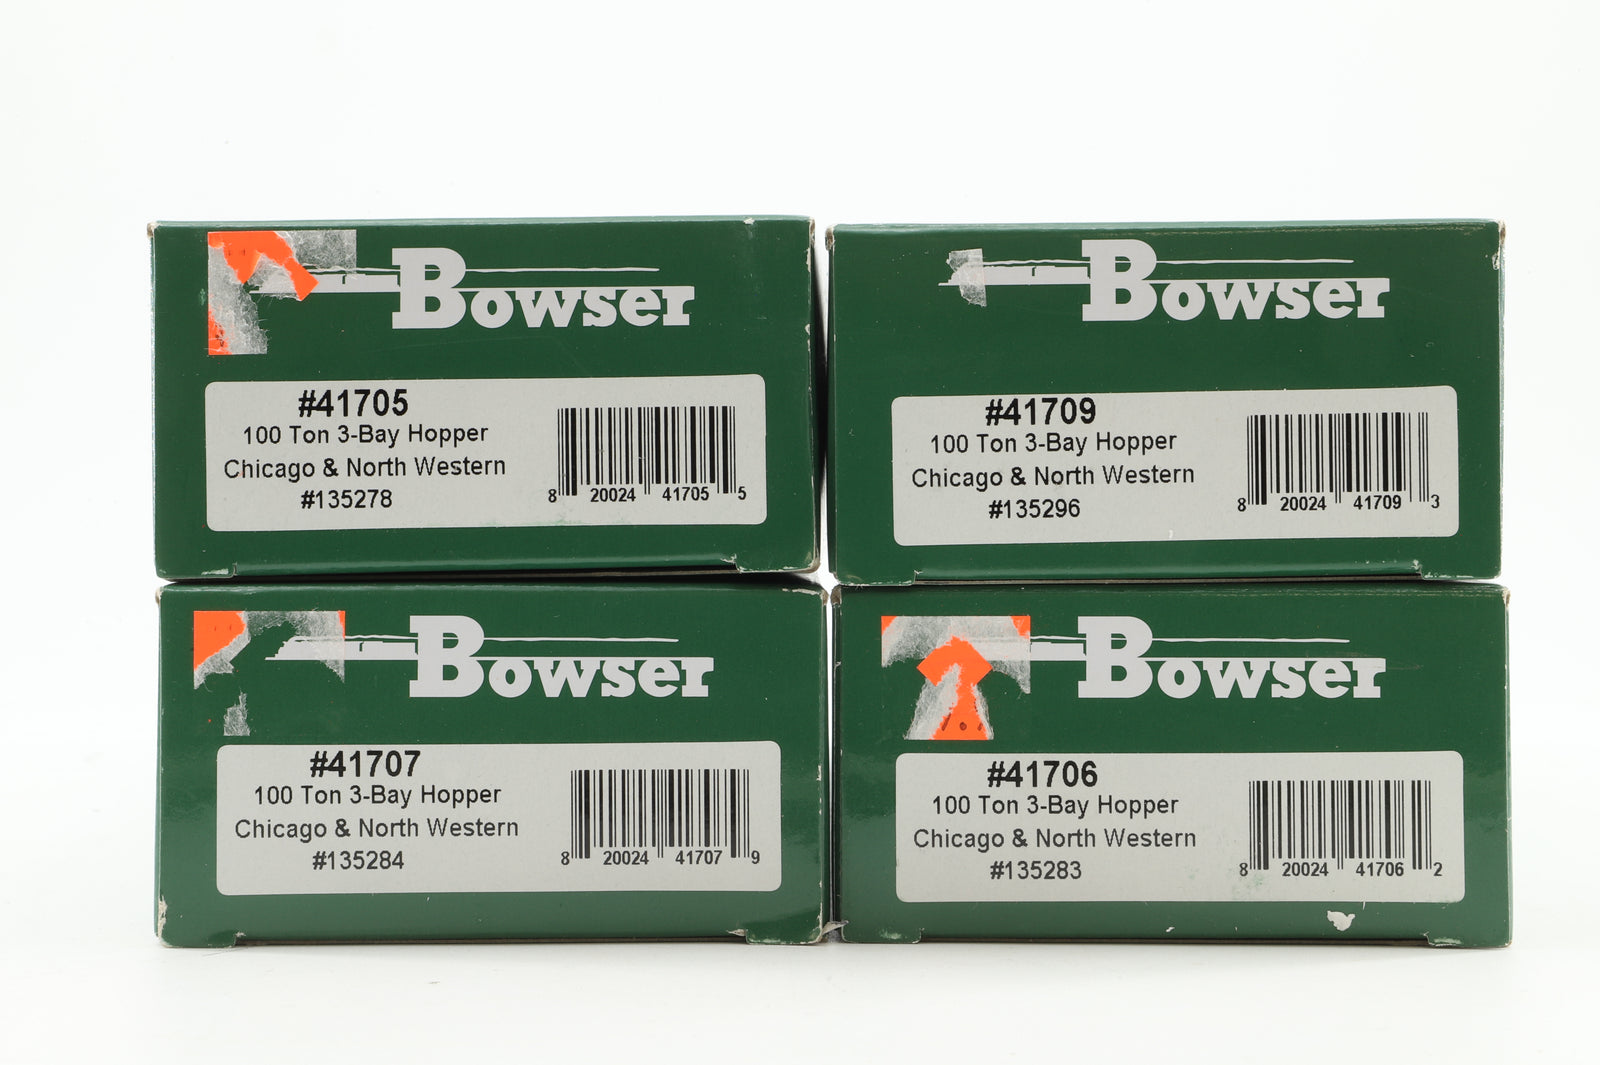 Bowser
#41705
100 Ton 3-Bay Hopper
Chicago & North Western
#135278
8 20024 41705 5
Bowser
#41709
100 Ton 3-Bay Hopper
Chicago & North Western
#135296
8 20024 41709 3
Bowser
#41707
100 Ton 3-Bay Hopper
Chicago & North Western
#135284
8 20024 41707 9
Bowser
#41706
100 Ton 3-Bay Hopper
Chicago & North Western
#135283
8 20024 41706 2